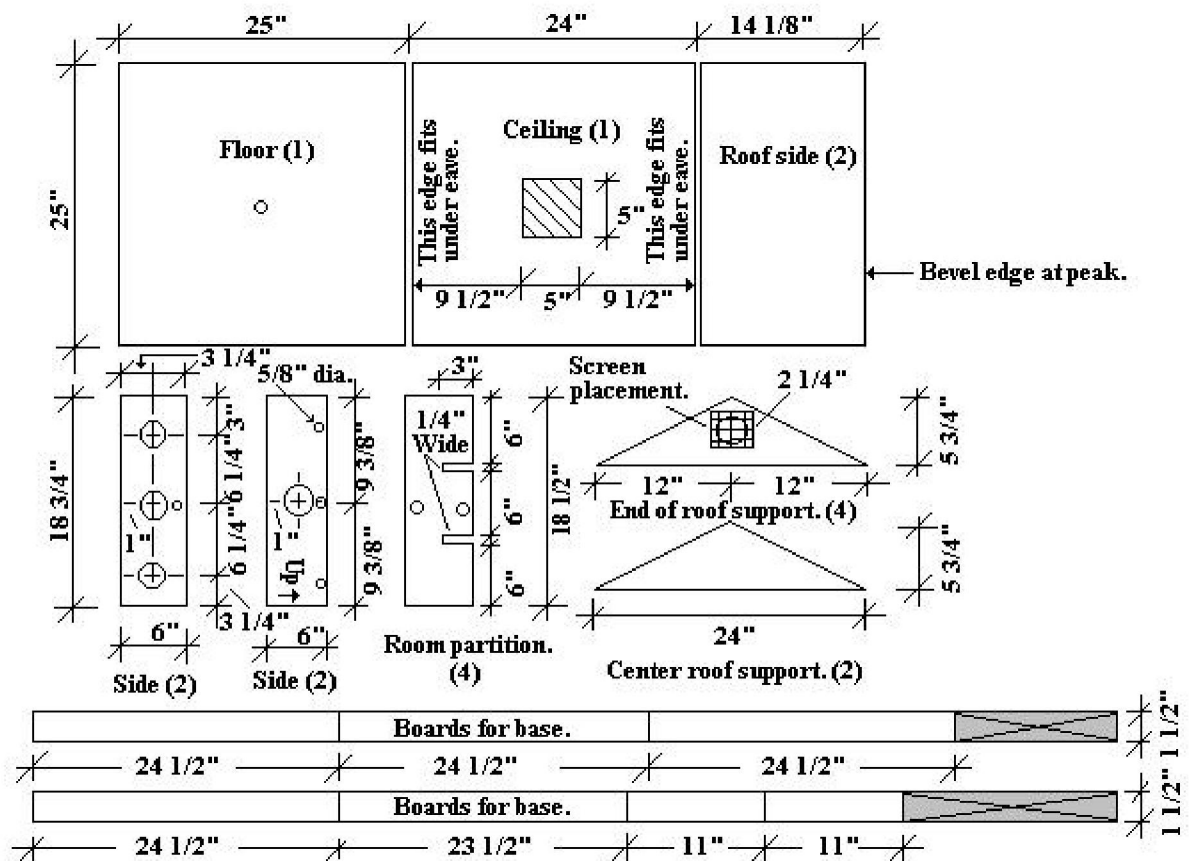 25"
24"
14 1/8"
25"
Floor (1)
This edge fits
under eave.
Ceiling (1)
5"
This edge fits
under eave.
9 1/2"
5"
9 1/2"
Roof side (2)
Bevel edge at peak.
3 1/4"
3"
6 1/4"
6 1/4"
3 1/4"
18 3/4"
1"
6"
Side (2)
5/8" dia.
9 3/8"
9 3/8"
1"
Up
6"
Side (2)
3"
1/4"
Wide
6"
6"
6"
18 1/2"
Room partition.
(4)
Screen
placement.
2 1/4"
5 3/4"
12"
12"
End of roof support. (4)
5 3/4"
24"
Center roof support. (2)
Boards for base.
1 1/2"
24 1/2"
24 1/2"
24 1/2"
Boards for base.
1 1/2"
24 1/2"
23 1/2"
11"
11"